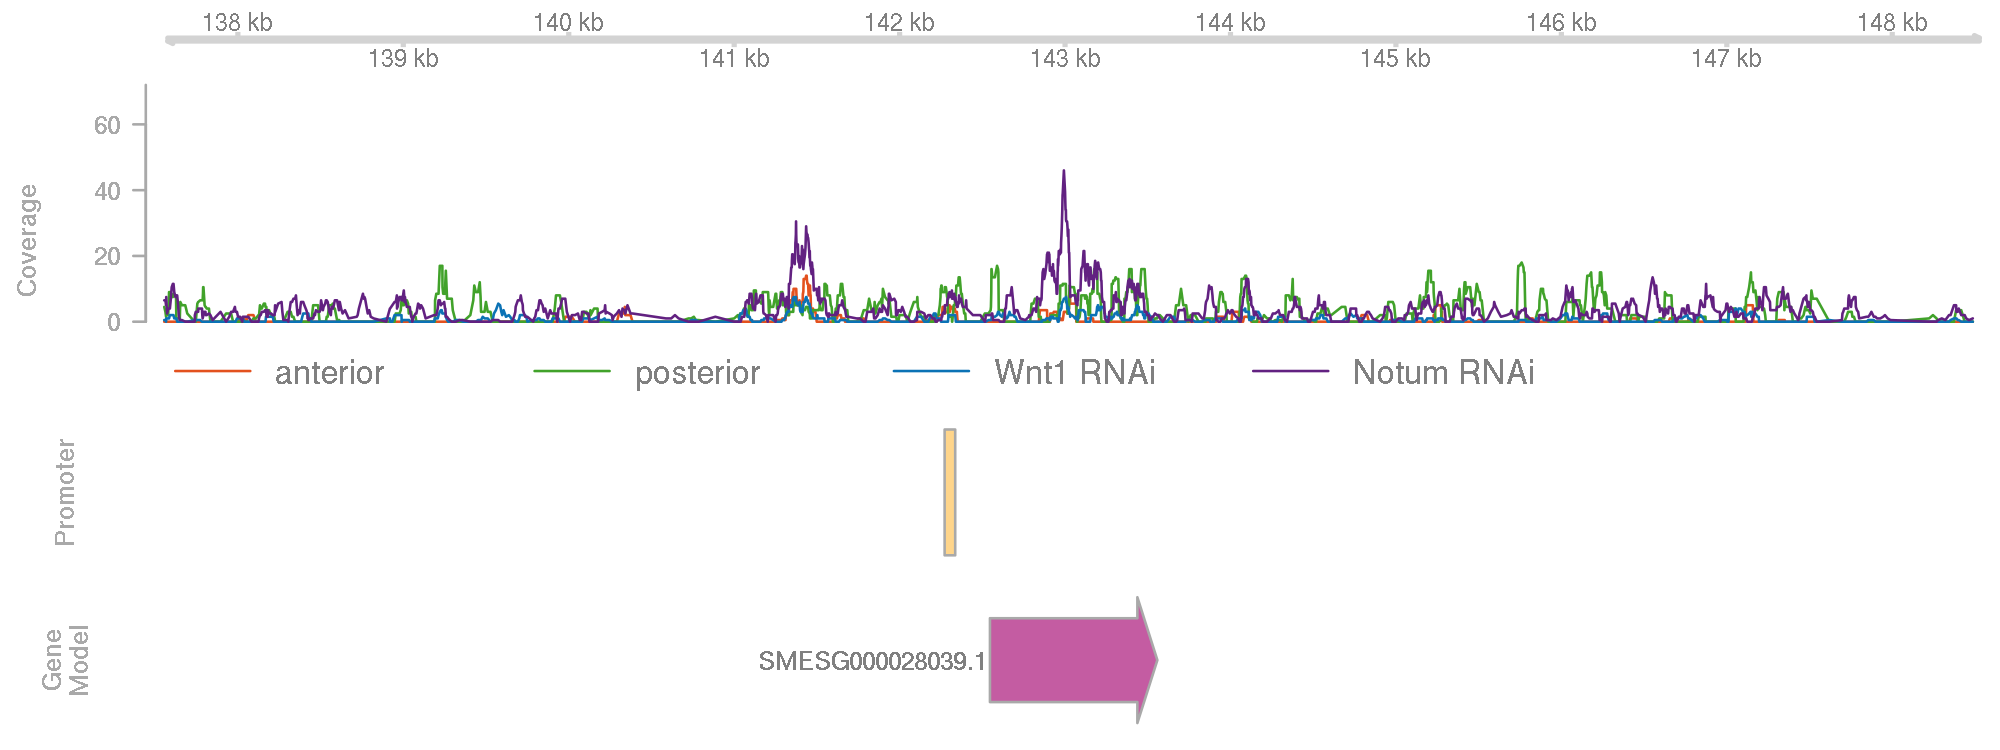 138 kb 140 kb 142 kb 144 kb 146 kb 148 kb
139 kb 141 kb 143 kb 145 kb 147 kb
Coverage
60
40
20
0
anterior posterior Wnt1 RNAi Notum RNAi
Promoter
Gene
Model
SMESG000028039.1